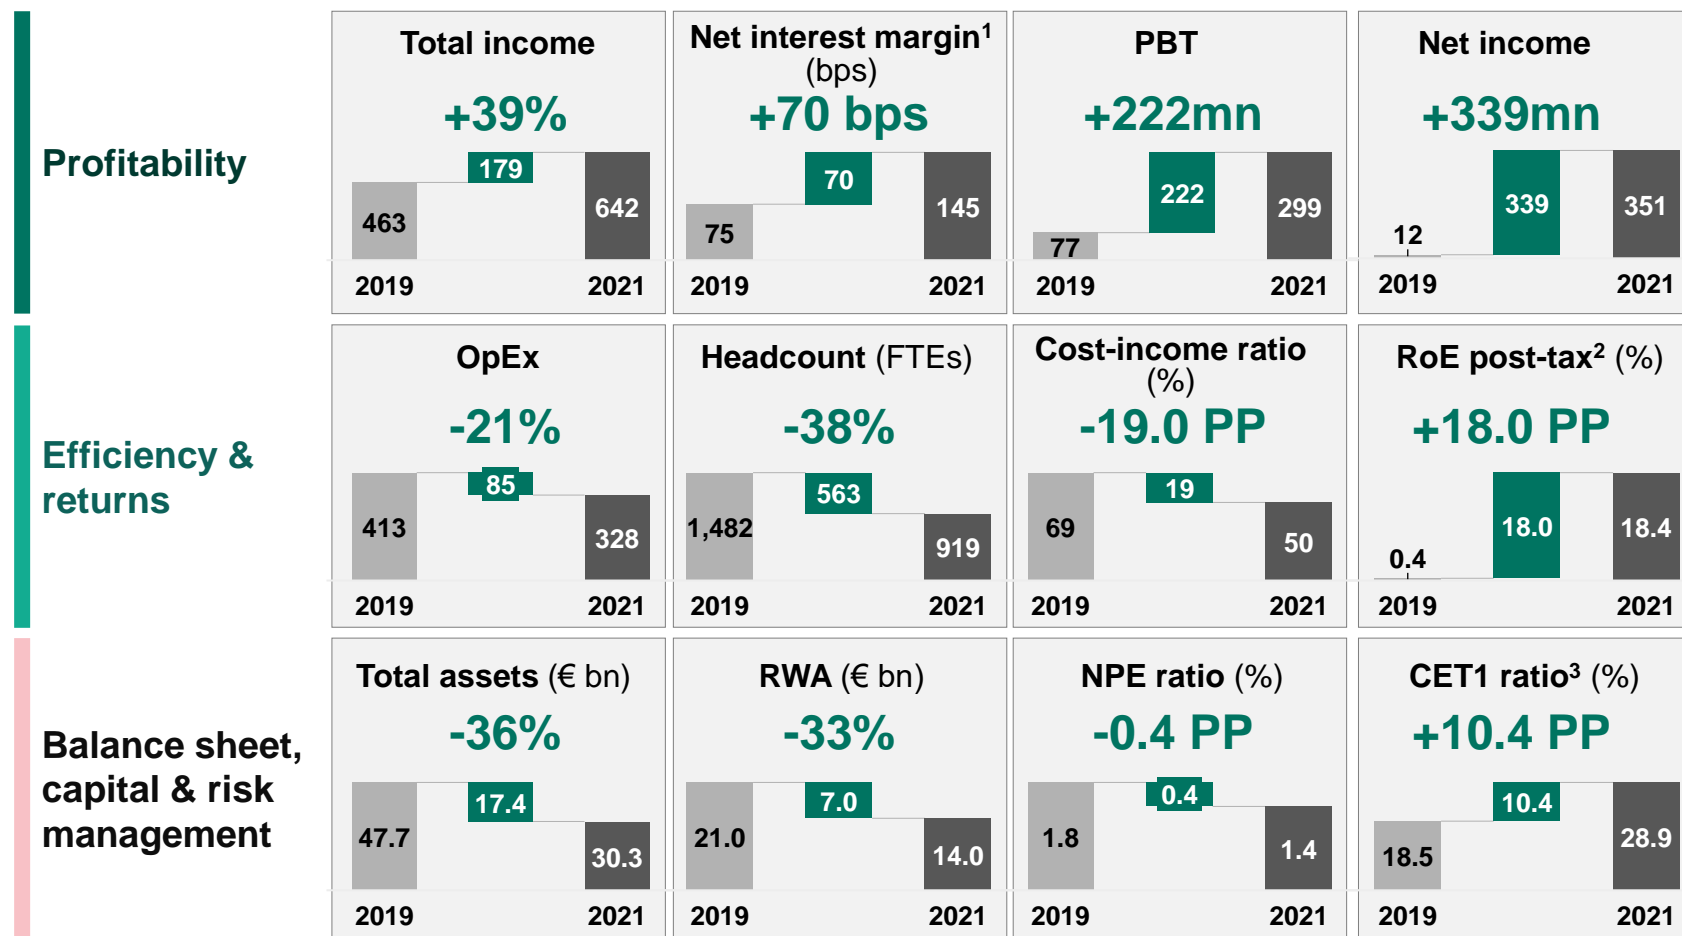 Profitability
Total income
+39%
463
179
642
2019
2021
Net interest margin¹
(bps)
+70 bps
75
70
145
2019
2021
PBT
+222mn
77
222
299
2019
2021
Net income
+339mn
12
339
351
2019
2021
Efficiency &
returns
OpEx
-21%
413
85
328
2019
2021
Headcount (FTEs)
-38%
1,482
563
919
2019
2021
Cost-income ratio
(%)
-19.0 PP
69
19
50
2019
2021
RoE post-tax² (%)
+18.0 PP
0.4
18.0
18.4
2019
2021
Balance sheet,
capital & risk
management
Total assets (€ bn)
-36%
47.7
17.4
30.3
2019
2021
RWA (€ bn)
-33%
21.0
7.0
14.0
2019
2021
NPE ratio (%)
-0.4 PP
1.8
0.4
1.4
2019
2021
CET1 ratio³ (%)
+10.4 PP
18.5
10.4
28.9
2019
2021